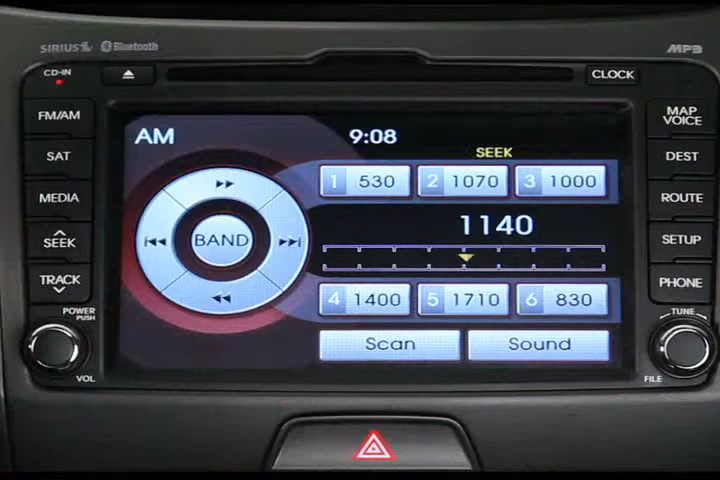 SIRIUS Bluetooth
MP3
CD-IN
CLOCK
FM/AM
SAT
MEDIA
SEEK
TRACK
POWER
PUSH
VOL
AM
9:08
SEEK
1 530
2 1070
3 1000
BAND
1140
4 1400
5 1710
6 830
Scan
Sound
MAP
VOICE
DEST
ROUTE
SETUP
PHONE
TUNE
FILE